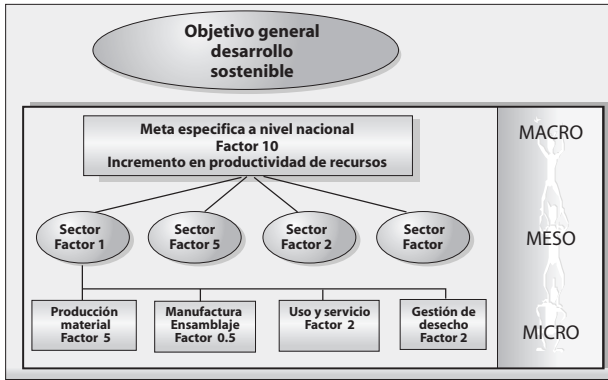 Objetivo general
desarrollo
sostenible
Meta especifica a nivel nacional
Factor 10
Incremento en productividad de recursos
MACRO
Sector
Factor 1
Sector
Factor 5
Sector
Factor 2
Sector
Factor
MESO
Producción
material
Factor 5
Manufactura
Ensamblaje
Factor 0.5
Uso y servicio
Factor 2
Gestión de
desecho
Factor 2
MICRO